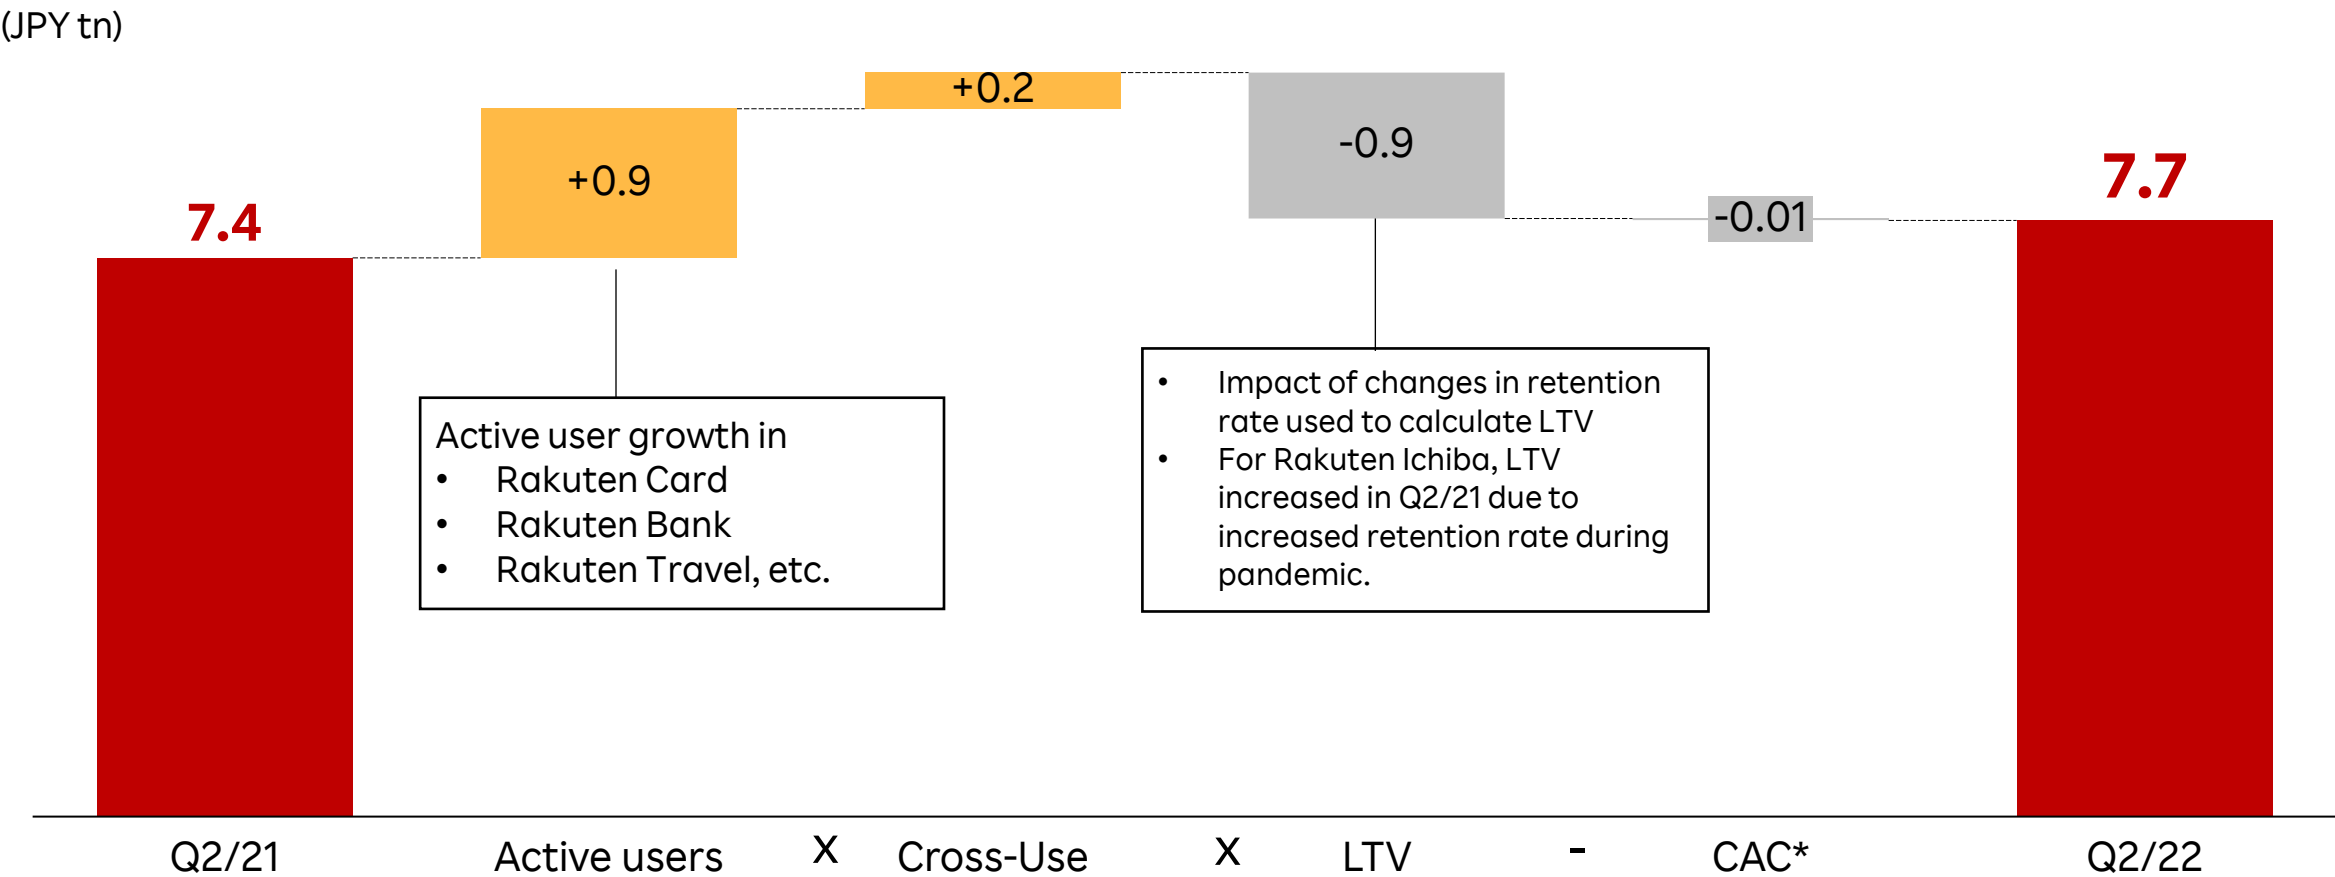 (JPY tn)
7.4
+0.9
+0.2
-0.9
-0.01
7.7
Active user growth in
• Rakuten Card
• Rakuten Bank
• Rakuten Travel, etc.
• Impact of changes in retention
rate used to calculate LTV
• For Rakuten Ichiba, LTV
increased in Q2/21 due to
increased retention rate during
pandemic.
Q2/21 Active users x Cross-Use x LTV - CAC* Q2/22